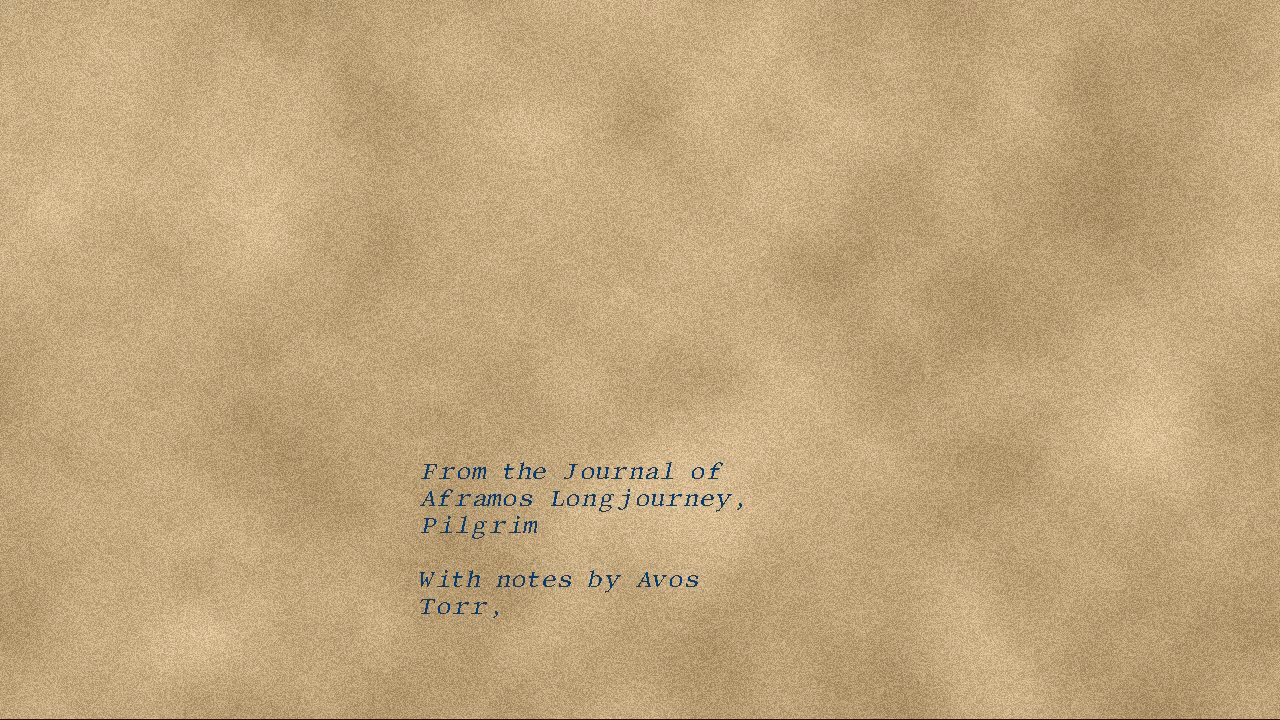 From the Journal of
Aframos Longjourney,
Pilgrim
With notes by Avos
Torr,